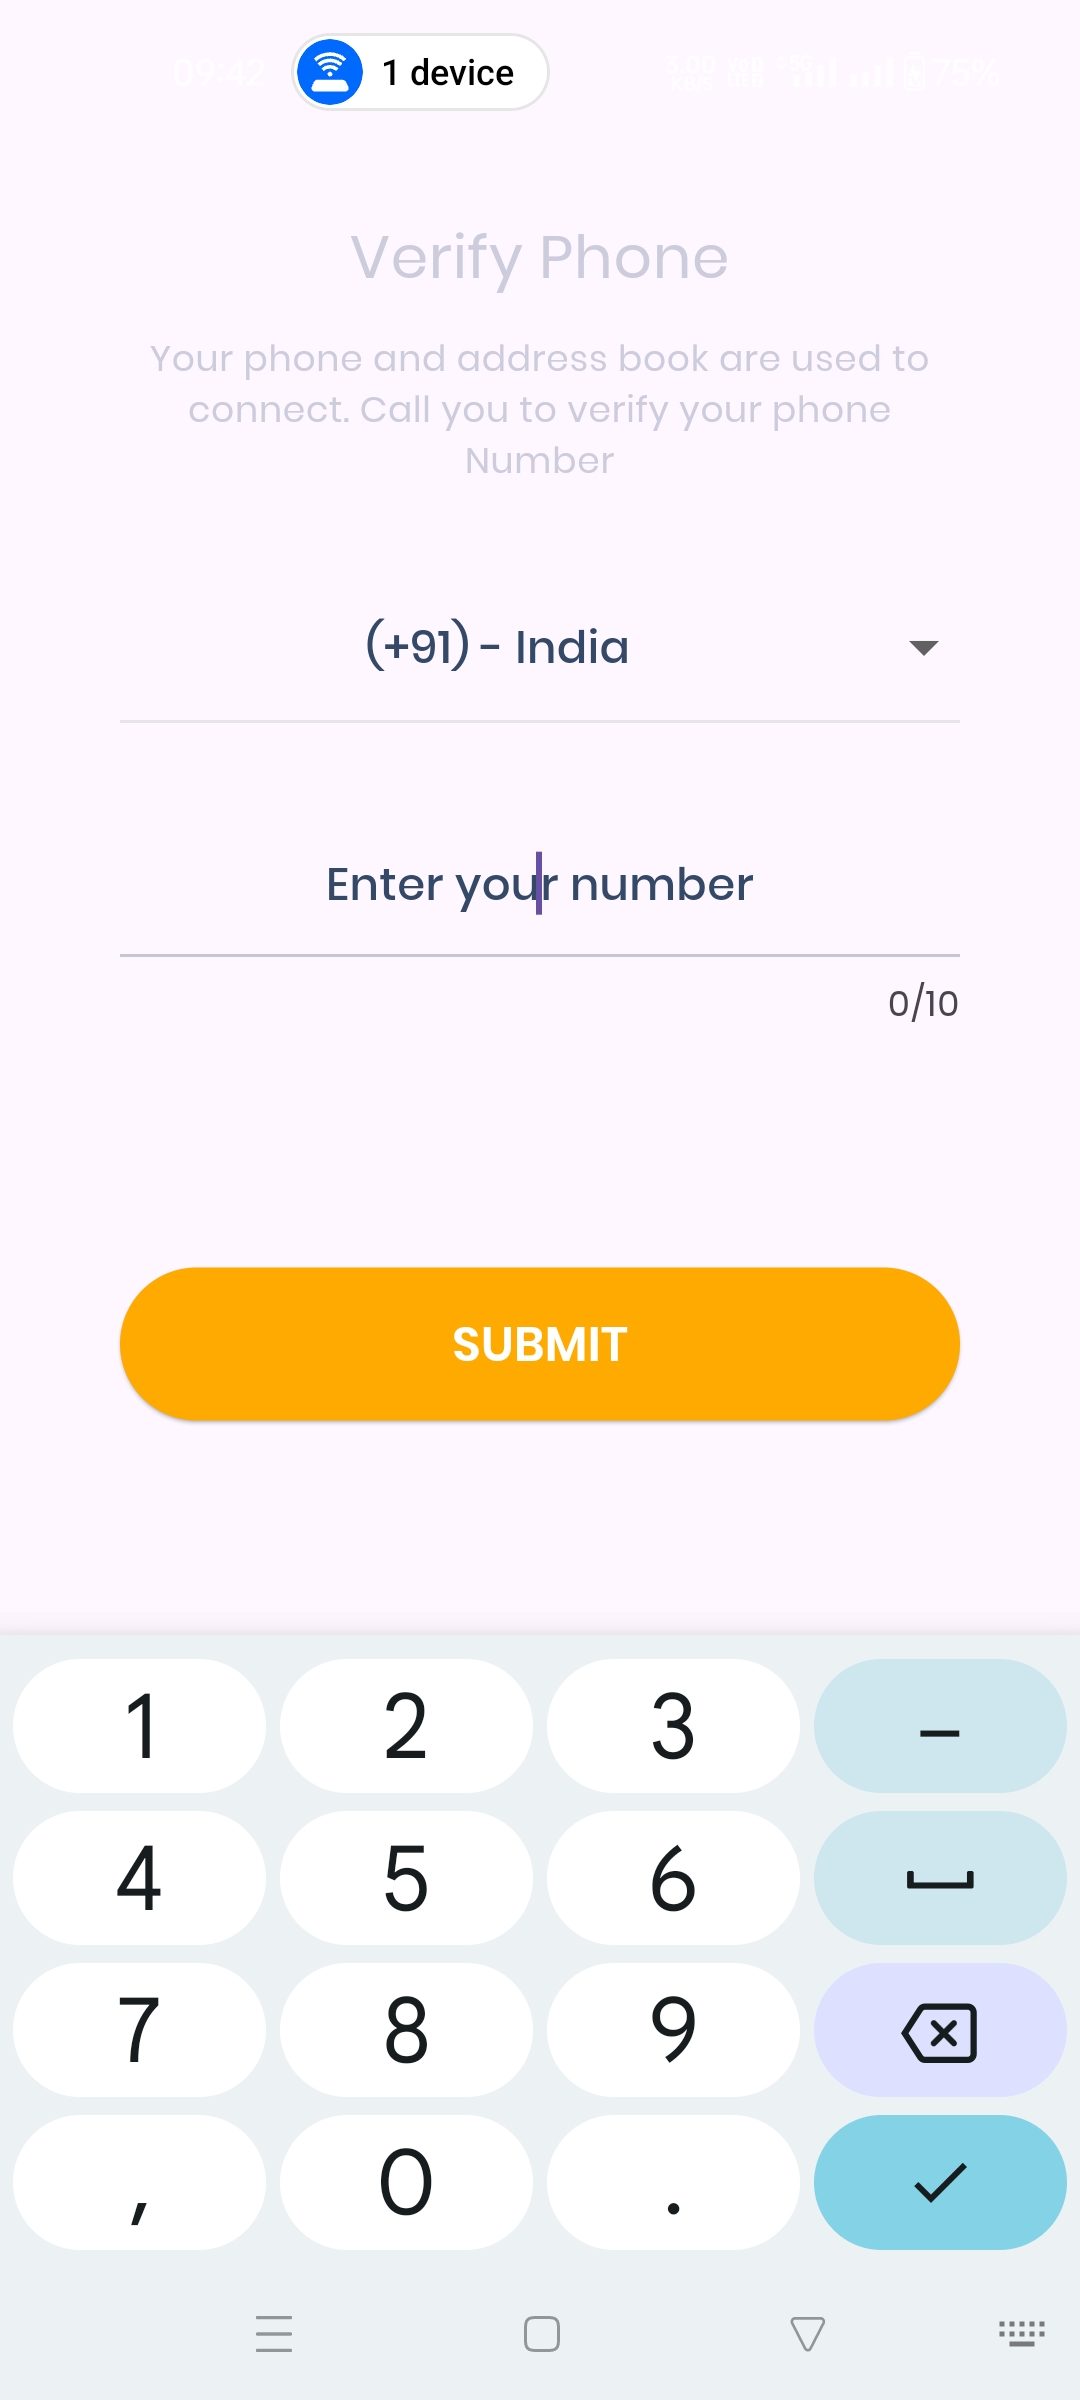 09:42
1 device
75%
Verify Phone
Your phone and address book are used to
connect. Call you to verify your phone
Number
(+91) - India
Enter your number
0/10
SUBMIT
1 2 3 –
4 5 6
7 8 9
, 0 .